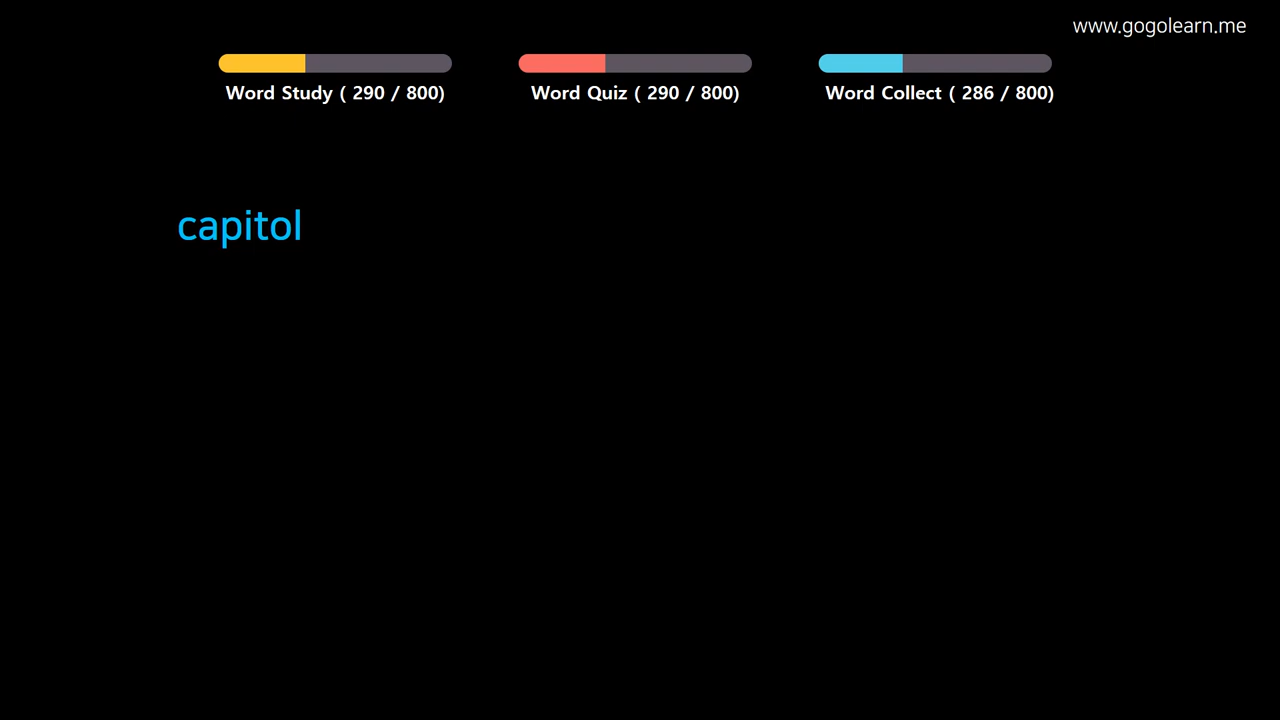 www.gogolearn.me
Word Study ( 290 / 800)
Word Quiz ( 290 / 800)
Word Collect ( 286 / 800)
capitol